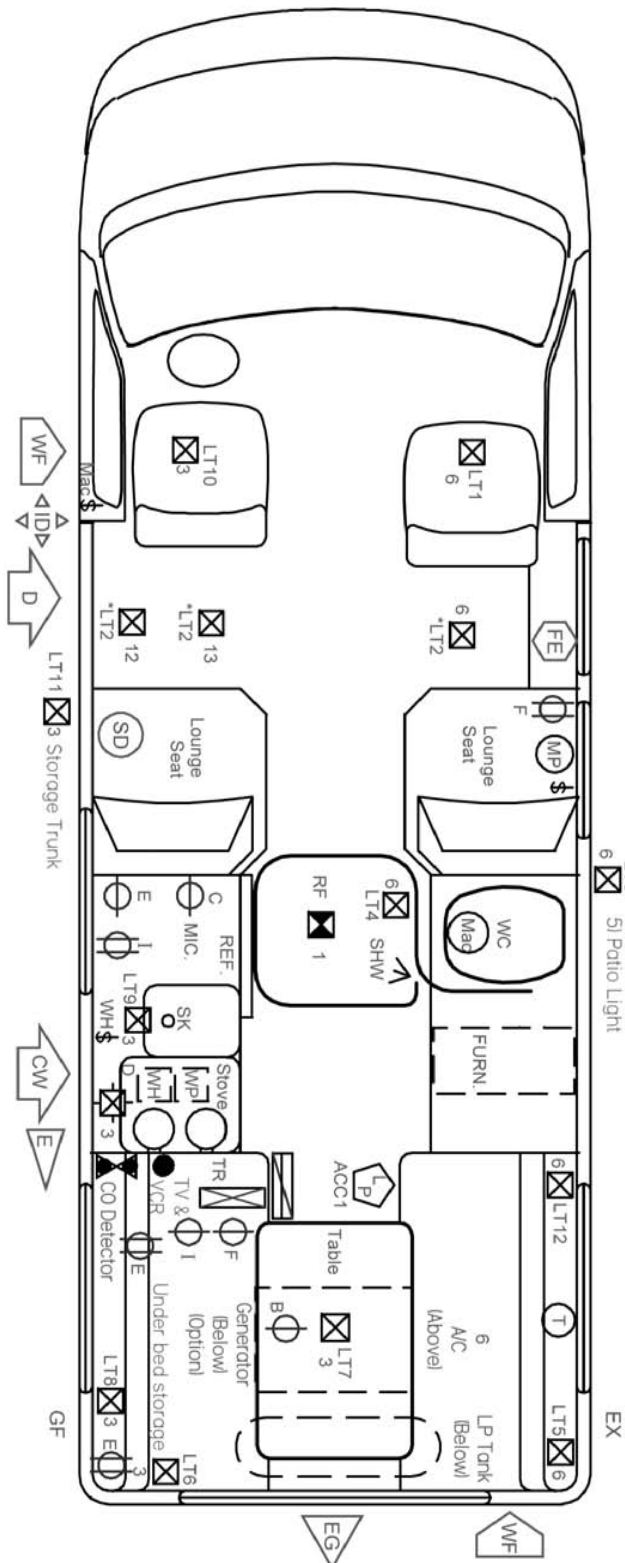 WF
Mac $
ID
D
LT10
3
LT1
6
*LT2
12
*LT2
13
6
*LT2
FE
LT11
3 Storage Trunk
SD
Lounge
Seat
Lounge
Seat
F
MP
$
6
5) Patio Light
E
C
I
MIC.
REF.
RF
1
6
LT4
SHW
WC
Mac
LT9
3
SK
WH $
FURN.
CW
E
D
3
WH
WP
Stove
CO Detector
VCR
TV &
TR
I
F
E
ACC1
LP
6
LT12
T
Table
B
LT7
3
6
A/C
(Above)
Generator
(Below)
(Option)
Under bed storage
LT8
3
E
3
LT6
LP Tank
(Below)
LT5
6
GF
EX
EG
WF